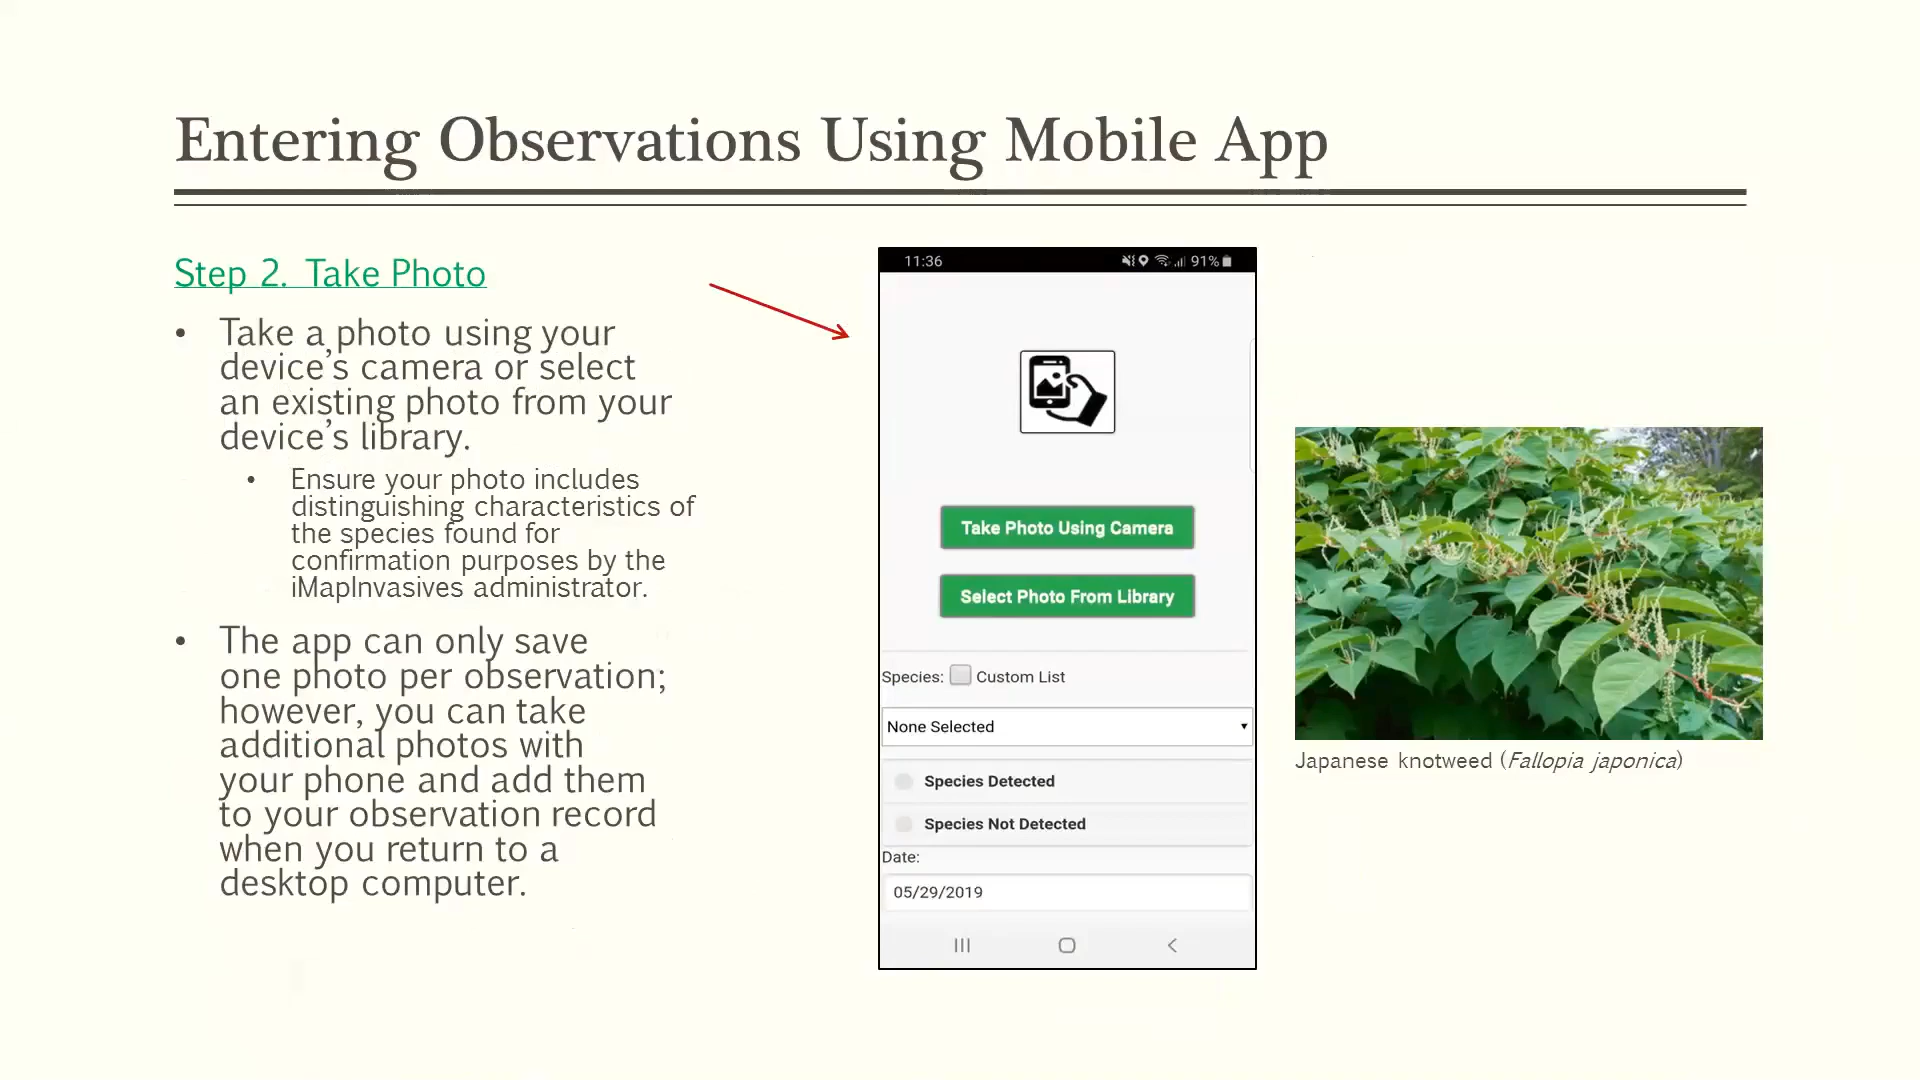 Entering Observations Using Mobile App
Step 2. Take Photo
• Take a photo using your
device's camera or select
an existing photo from your
device's library.
• Ensure your photo includes
distinguishing characteristics of
the species found for
confirmation purposes by the
iMapInvasives administrator.
• The app can only save
one photo per observation;
however, you can take
additional photos with
your phone and add them
to your observation record
when you return to a
desktop computer.
11:36 91%
Take Photo Using Camera
Select Photo From Library
Species: Custom List
None Selected
Species Detected
Species Not Detected
Date:
05/29/2019
Japanese knotweed (Fallopia japonica)